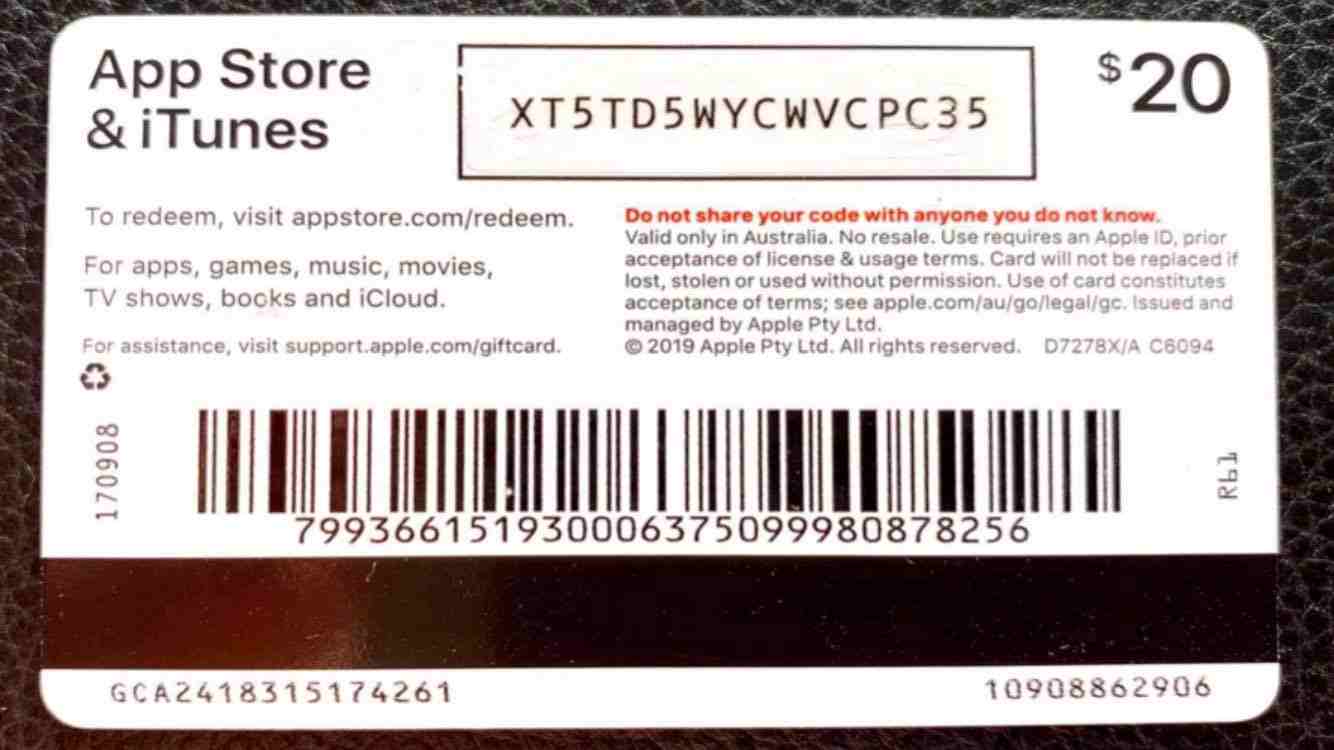 App Store
& iTunes
XT5TD5WYCWVCPC35
$20
To redeem, visit appstore.com/redeem.
For apps, games, music, movies,
TV shows, books and iCloud.
For assistance, visit support.apple.com/giftcard.
Do not share your code with anyone you do not know.
Valid only in Australia. No resale. Use requires an Apple ID, prior
acceptance of license & usage terms. Card will not be replaced if
lost, stolen or used without permission. Use of card constitutes
acceptance of terms; see apple.com/au/go/legal/gc. Issued and
managed by Apple Pty Ltd.
© 2019 Apple Pty Ltd. All rights reserved. D7278X/A C6094
170908
Rb1
799366151930006375099980878256
GCA2418315174261
10908862906